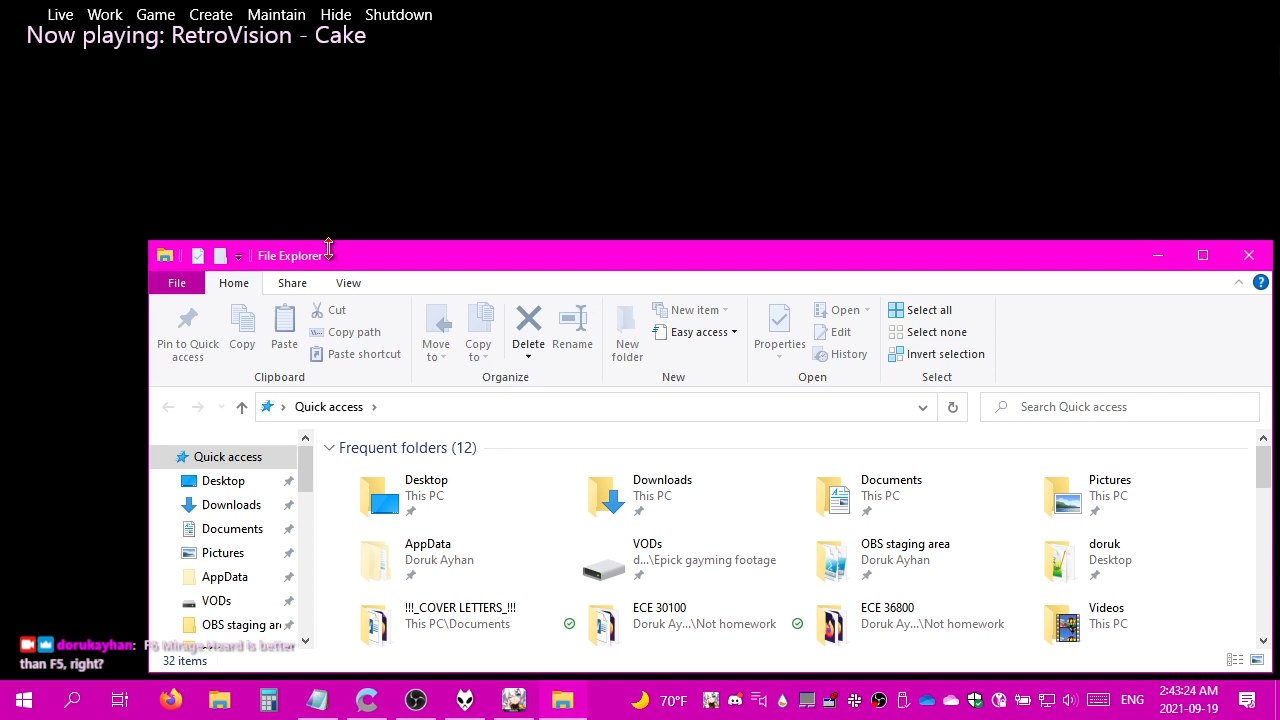 Live Work Game Create Maintain Hide Shutdown
Now playing: RetroVision - Cake
File Explorer
File Home Share View
Pin to Quick access
Copy
Paste
Cut
Copy path
Paste shortcut
Clipboard
Move to
Copy to
Delete
Rename
Organize
New folder
New item
Easy access
New
Properties
Open
Edit
History
Open
Select all
Select none
Invert selection
Select
Quick access
Search Quick access
Quick access
Desktop
Downloads
Documents
Pictures
AppData
VODs
OBS staging ar
Frequent folders (12)
Desktop
This PC
Downloads
This PC
Documents
This PC
Pictures
This PC
AppData
Doruk Ayhan
VODs
d...\Epick gayming footage
OBS staging area
Doruk Ayhan
doruk
Desktop
!!!_COVER LETTERS_!!!
This PC\Documents
ECE 30100
Doruk Ay...\Not homework
ECE 36800
Doruk Ay...\Not homework
Videos
This PC
dorukayhan: F6 Mirage Hoard is better
than F5, right?
32 items
70°F
ENG
2:43:24 AM
2021-09-19